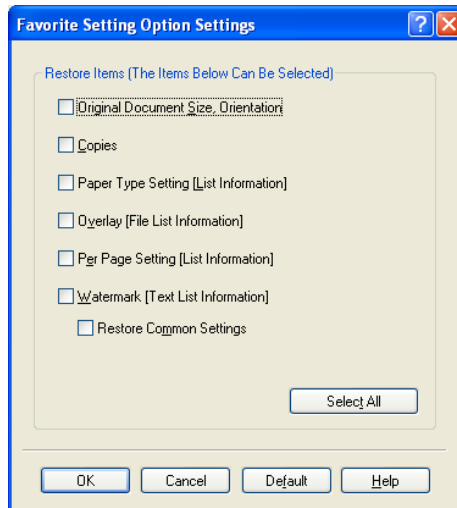 Favorite Setting Option Settings
?
X
Restore Items (The Items Below Can Be Selected)
Original Document Size, Orientation
Copies
Paper Type Setting [List Information]
Overlay [File List Information]
Per Page Setting [List Information]
Watermark [Text List Information]
Restore Common Settings
Select All
OK Cancel Default Help